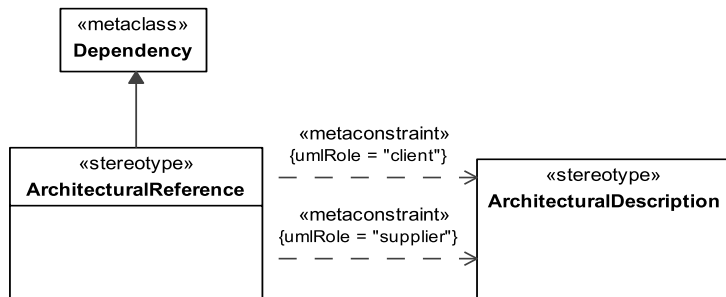 «metaclass»
Dependency
«stereotype»
ArchitecturalReference
«metaconstraint»
{umlRole = "client"}
«metaconstraint»
{umlRole = "supplier"}
«stereotype»
ArchitecturalDescription